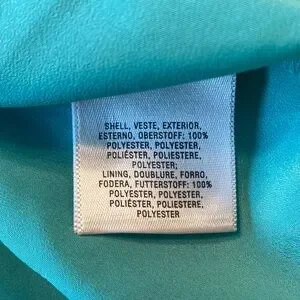 SHELL, VESTE, EXTERIOR,
ESTERNO, OBERSTOFF: 100%
POLYESTER, POLYESTER,
POLIÉSTER, POLIESTERE,
POLYESTER;
LINING, DOUBLURE, FORRO,
FODERA, FUTTERSTOFF: 100%
POLYESTER, POLYESTER,
POLIÉSTER, POLIESTERE,
POLYESTER